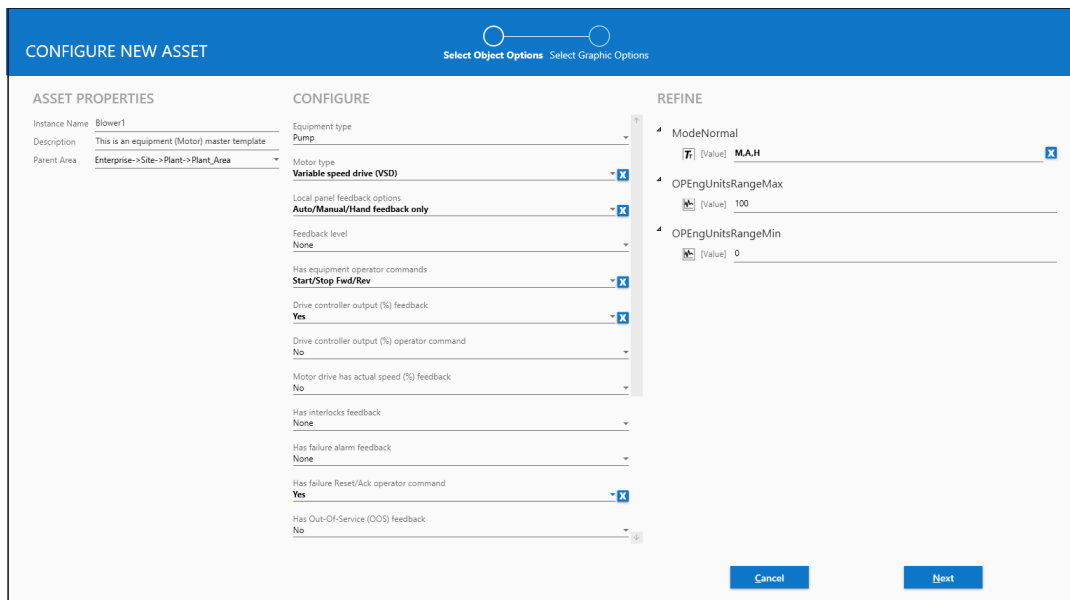 CONFIGURE NEW ASSET
Select Object Options Select Graphic Options
ASSET PROPERTIES
Instance Name Blower1
Description This is an equipment (Motor) master template
Parent Area Enterprise->Site->Plant->Plant_Area
CONFIGURE
Equipment type
Pump
Motor type
Variable speed drive (VSD)
X
Local panel feedback options
Auto/Manual/Hand feedback only
X
Feedback level
None
Has equipment operator commands
Start/Stop Fwd/Rev
X
Drive controller output (%) feedback
Yes
X
Drive controller output (%) operator command
No
Motor drive has actual speed (%) feedback
No
Has interlocks feedback
None
Has failure alarm feedback
None
Has failure Reset/Ack operator command
Yes
X
Has Out-Of-Service (OOS) feedback
No
REFINE
ModeNormal
[Value] M,A,H
X
OPEngUnitsRangeMax
[Value] 100
OPEngUnitsRangeMin
[Value] 0
Cancel
Next